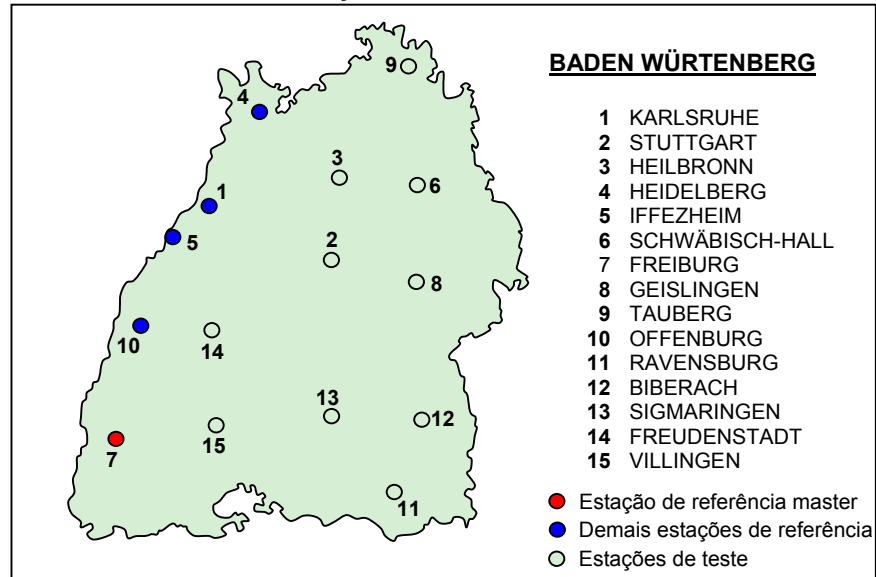 BADEN WÜRTENBERG
1 KARLSRUHE
2 STUTTGART
3 HEILBRONN
4 HEIDELBERG
5 IFFEZHEIM
6 SCHWÄBISCH-HALL
7 FREIBURG
8 GEISLINGEN
9 TAUBERG
10 OFFENBURG
11 RAVENSBURG
12 BIBERACH
13 SIGMARINGEN
14 FREUDENSTADT
15 VILLINGEN
Estação de referência master
Demais estações de referência
Estações de teste
9
4
3
6
1
5
2
8
10
14
13
12
7
15
11